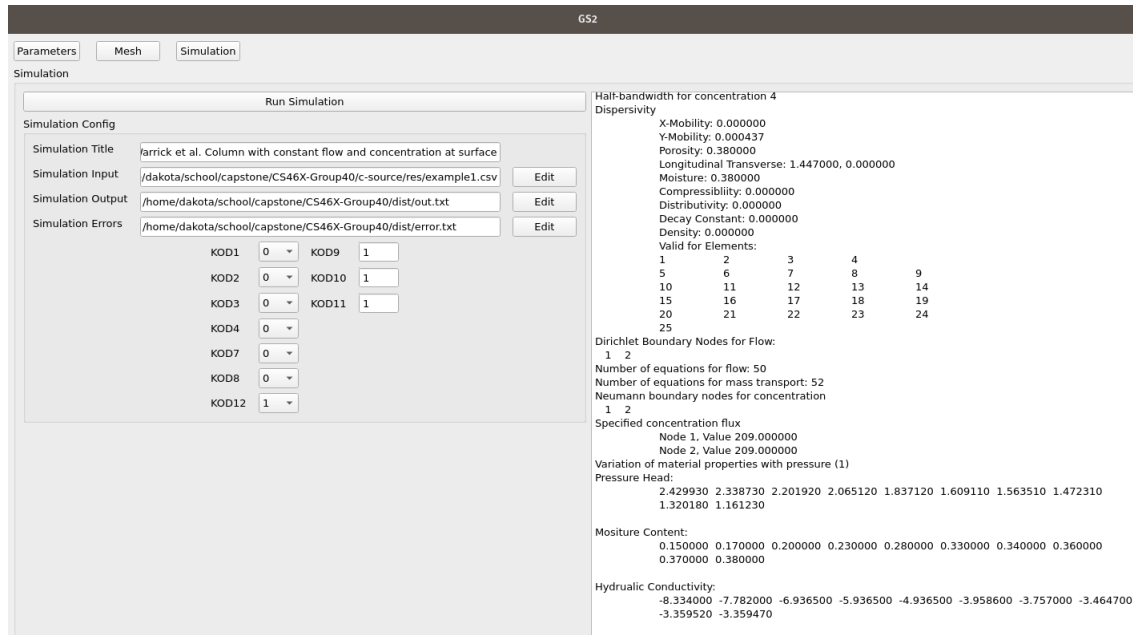 GS2
Parameters Mesh Simulation
Simulation
Run Simulation
Simulation Config
Simulation Title /arrick et al. Column with constant flow and concentration at surface
Simulation Input /dakota/school/capstone/CS46X-Group40/c-source/res/example1.csv Edit
Simulation Output /home/dakota/school/capstone/CS46X-Group40/dist/out.txt Edit
Simulation Errors /home/dakota/school/capstone/CS46X-Group40/dist/error.txt Edit
KOD1 0 KOD9 1
KOD2 0 KOD10 1
KOD3 0 KOD11 1
KOD4 0
KOD7 0
KOD8 0
KOD12 1
Half-bandwidth for concentration 4
Dispersivity
X-Mobility: 0.000000
Y-Mobility: 0.000437
Porosity: 0.380000
Longitudinal Transverse: 1.447000, 0.000000
Moisture: 0.380000
Compressibliity: 0.000000
Distributivity: 0.000000
Decay Constant: 0.000000
Density: 0.000000
Valid for Elements:
1 2 3 4
5 6 7 8 9
10 11 12 13 14
15 16 17 18 19
20 21 22 23 24
25
Dirichlet Boundary Nodes for Flow:
1 2
Number of equations for flow: 50
Number of equations for mass transport: 52
Neumann boundary nodes for concentration
1 2
Specified concentration flux
Node 1, Value 209.000000
Node 2, Value 209.000000
Variation of material properties with pressure (1)
Pressure Head:
2.429930 2.338730 2.201920 2.065120 1.837120 1.609110 1.563510 1.472310
1.320180 1.161230
Mositure Content:
0.150000 0.170000 0.200000 0.230000 0.280000 0.330000 0.340000 0.360000
0.370000 0.380000
Hydrualic Conductivity:
-8.334000 -7.782000 -6.936500 -5.936500 -4.936500 -3.958600 -3.757000 -3.464700
-3.359520 -3.359470